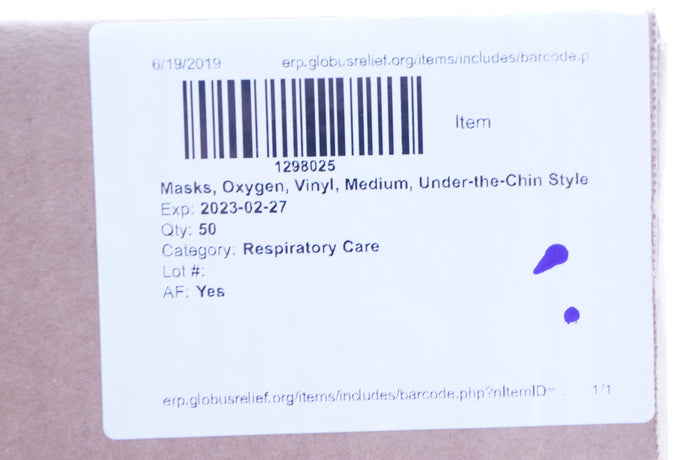 6/19/2019 erp.globusrelief.org/items/includes/barcode.p
Item
1298025
Masks, Oxygen, Vinyl, Medium, Under-the-Chin Style
Exp: 2023-02-27
Qty: 50
Category: Respiratory Care
Lot #:
AF: Yes
erp.globusrelief.org/items/includes/barcode.php?nItemID=... 1/1